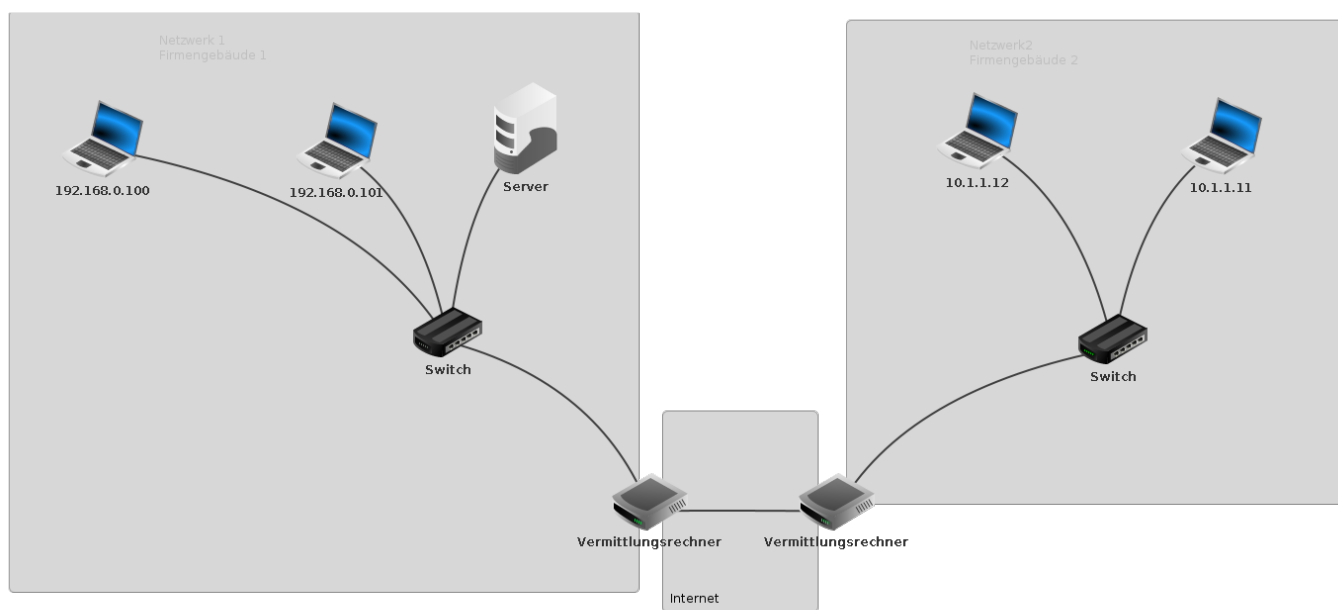 Netzwerk 1
Firmengebäude 1
Netzwerk2
Firmengebäude 2
192.168.0.100
192.168.0.101
Server
10.1.1.12
10.1.1.11
Switch
Switch
Vermittlungsrechner
Vermittlungsrechner
Internet